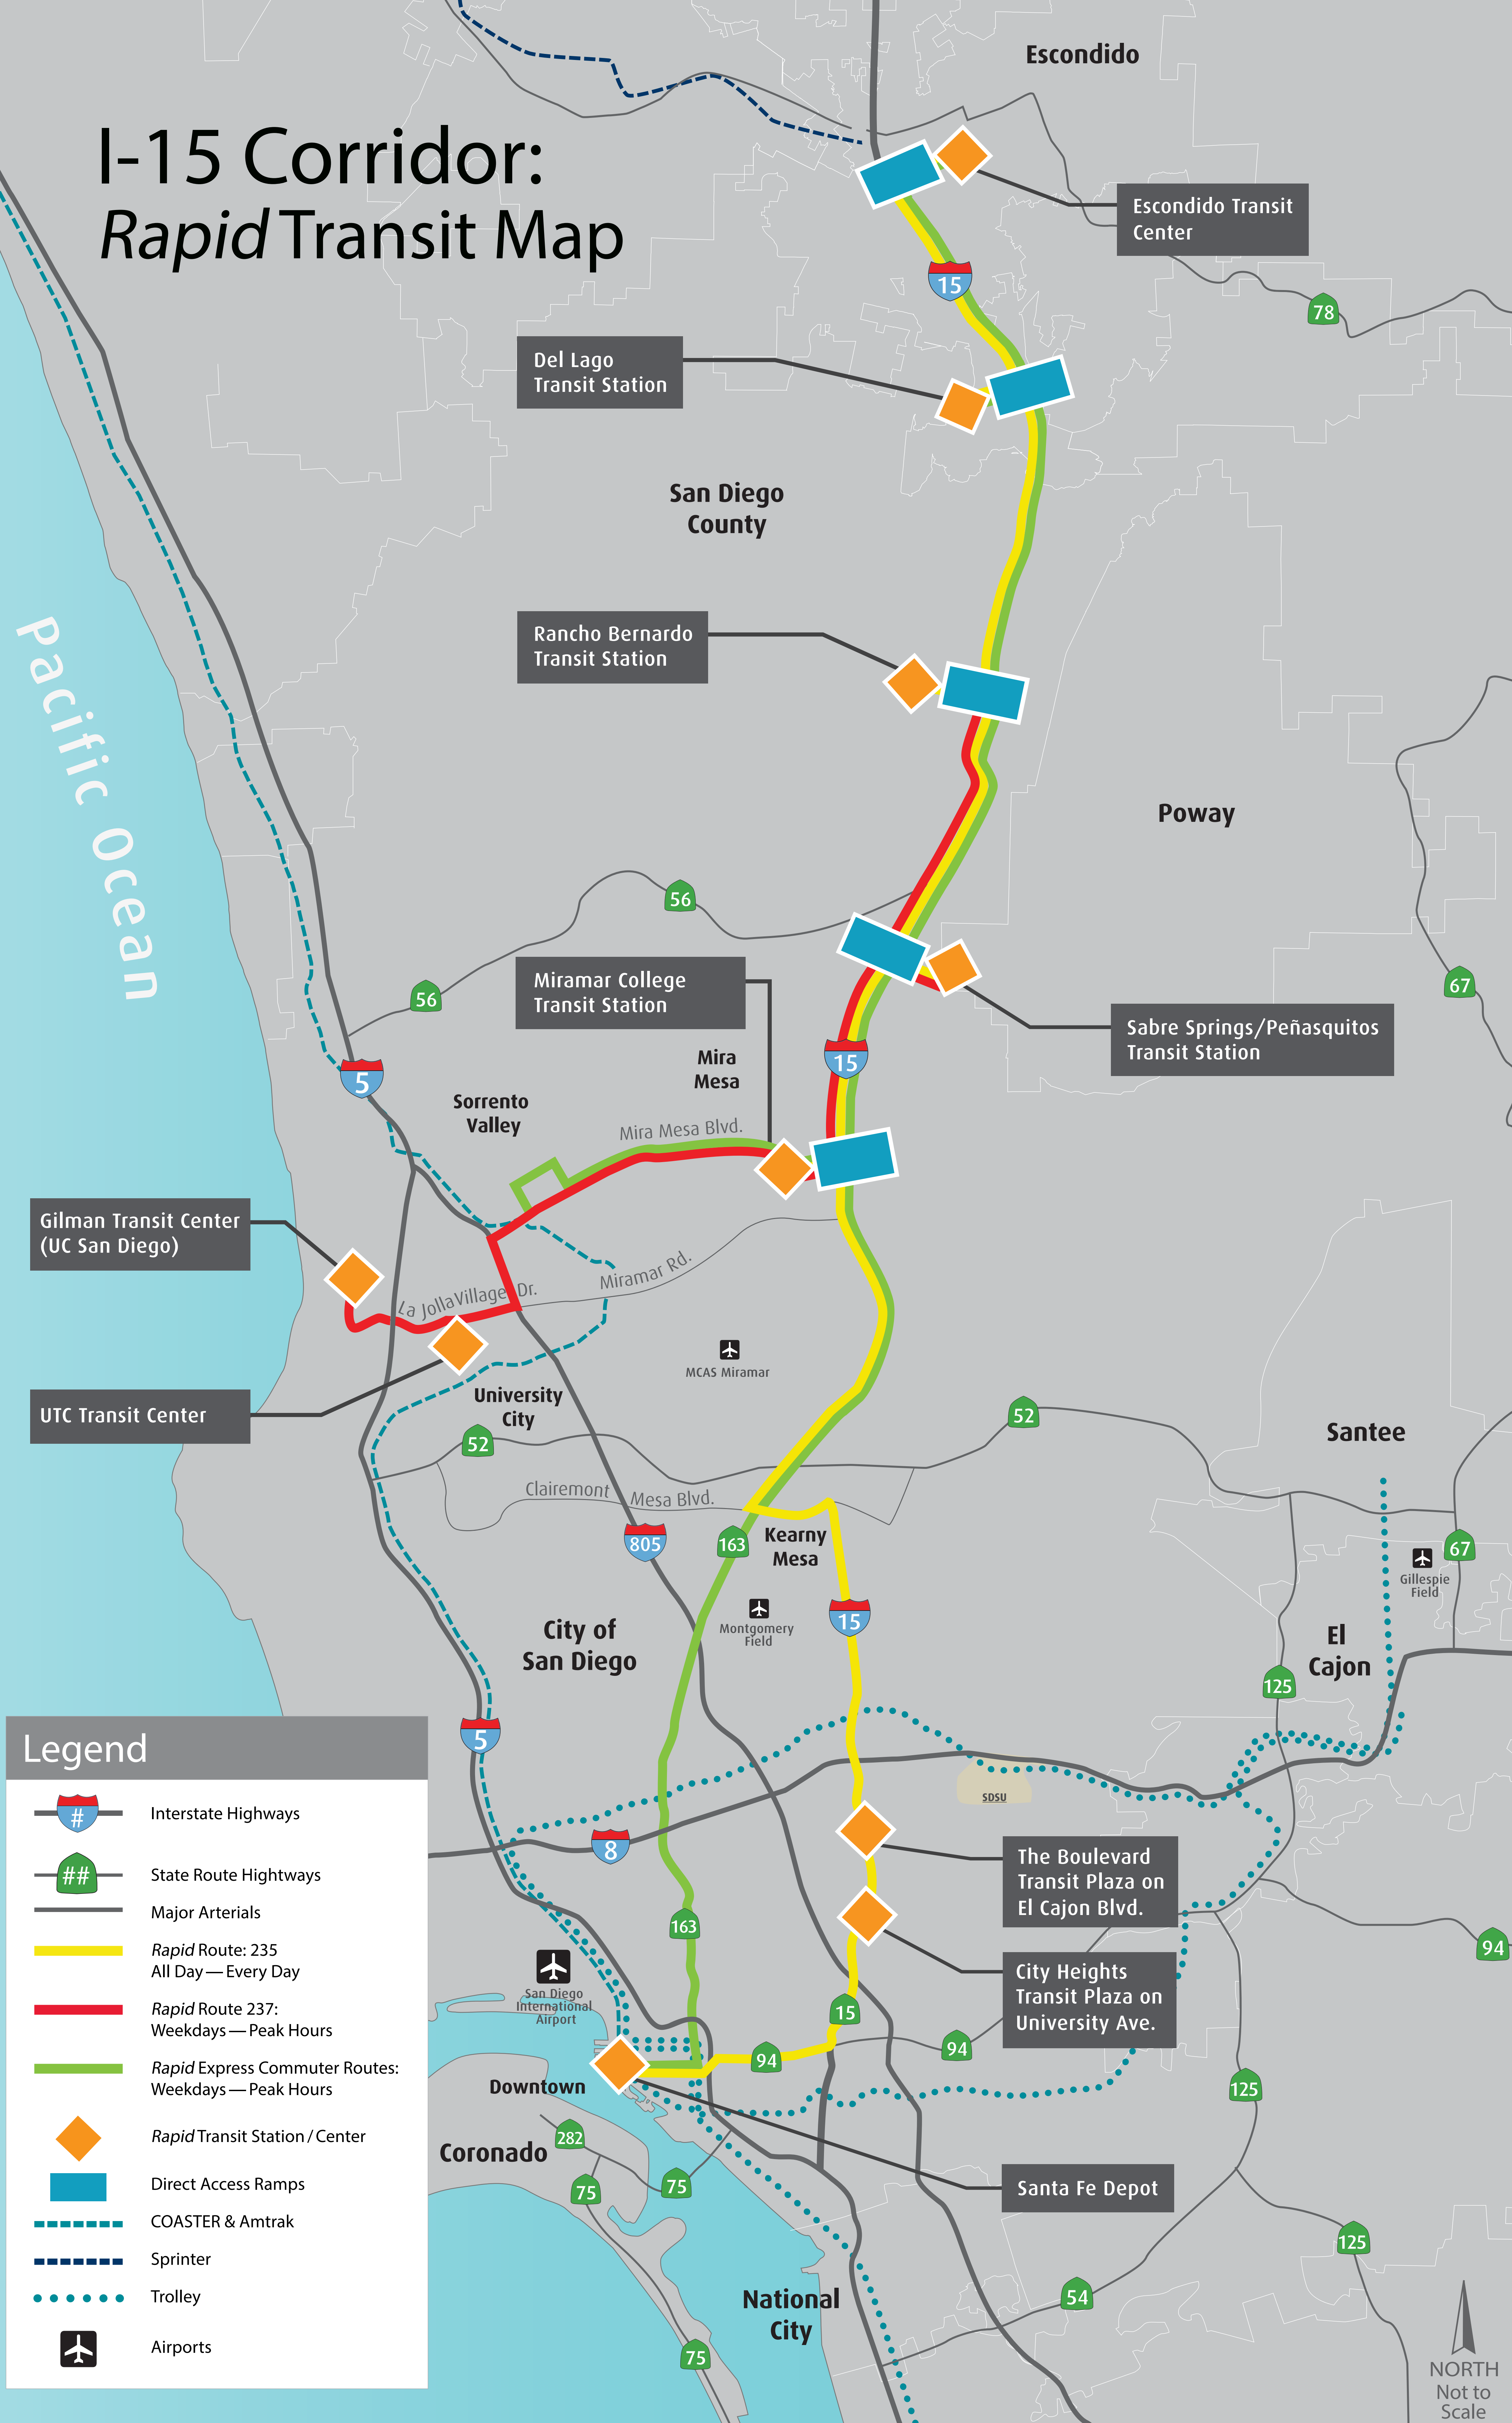 Escondido
I-15 Corridor:
Rapid Transit Map
Escondido Transit
Center
15
78
Del Lago
Transit Station
San Diego
County
Pacific Ocean
Rancho Bernardo
Transit Station
Poway
56
56
67
Miramar College
Transit Station
Sabre Springs/Peñasquitos
Transit Station
Mira
Mesa
15
5
Sorrento
Valley
Mira Mesa Blvd.
Gilman Transit Center
(UC San Diego)
La Jolla Village Dr.
Miramar Rd.
MCAS Miramar
UTC Transit Center
University
City
52
52
Santee
Clairemont Mesa Blvd.
805
163
Kearny
Mesa
67
Gillespie
Field
15
Montgomery
Field
City of
San Diego
El
Cajon
125
5
SDSU
8
The Boulevard
Transit Plaza on
El Cajon Blvd.
163
94
City Heights
Transit Plaza on
University Ave.
San Diego
International
Airport
15
94
94
Downtown
125
282
Coronado
75
75
Santa Fe Depot
125
54
National
City
75
NORTH
Not to
Scale
Legend
#
Interstate Highways
##
State Route Hightways
Major Arterials
Rapid Route: 235
All Day — Every Day
Rapid Route 237:
Weekdays — Peak Hours
Rapid Express Commuter Routes:
Weekdays — Peak Hours
Rapid Transit Station / Center
Direct Access Ramps
COASTER & Amtrak
Sprinter
Trolley
Airports